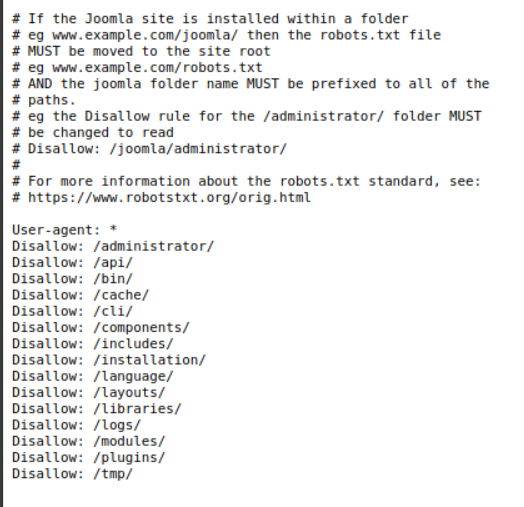 # If the Joomla site is installed within a folder
# eg www.example.com/joomla/ then the robots.txt file
# MUST be moved to the site root
# eg www.example.com/robots.txt
# AND the joomla folder name MUST be prefixed to all of the
# paths.
# eg the Disallow rule for the /administrator/ folder MUST
# be changed to read
# Disallow: /joomla/administrator/
#
# For more information about the robots.txt standard, see:
# https://www.robotstxt.org/orig.html

User-agent: *
Disallow: /administrator/
Disallow: /api/
Disallow: /bin/
Disallow: /cache/
Disallow: /cli/
Disallow: /components/
Disallow: /includes/
Disallow: /installation/
Disallow: /language/
Disallow: /layouts/
Disallow: /libraries/
Disallow: /logs/
Disallow: /modules/
Disallow: /plugins/
Disallow: /tmp/